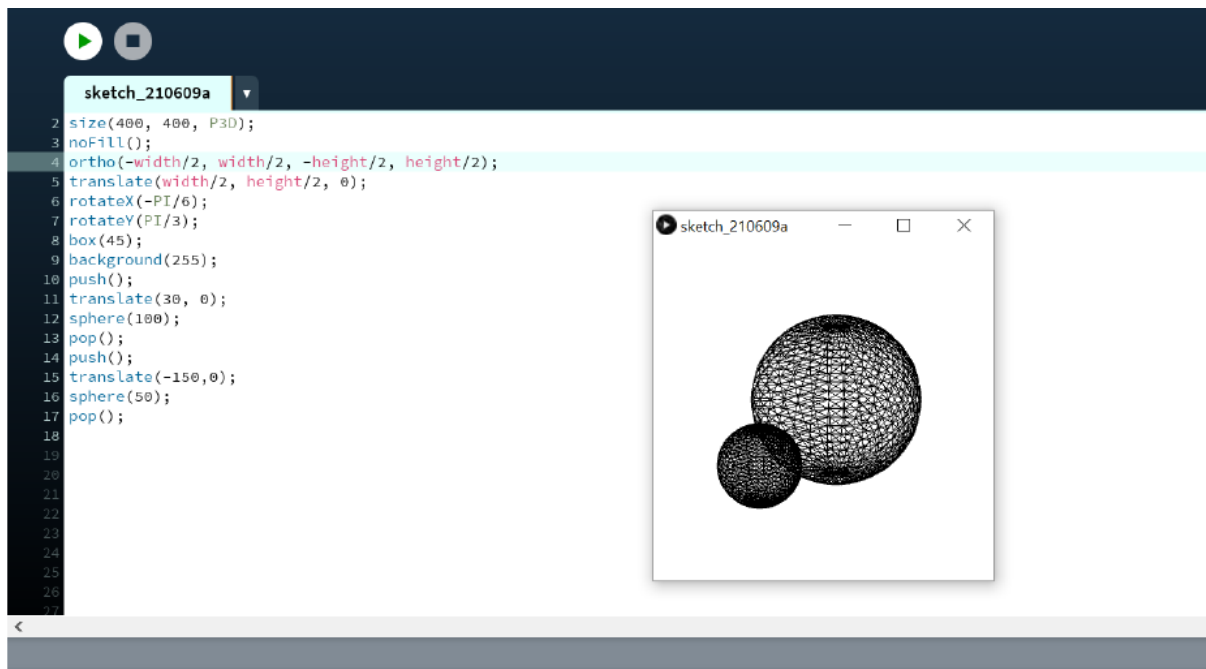 sketch_210609a
2 size(400, 400, P3D);
3 noFill();
4 ortho(-width/2, width/2, -height/2, height/2);
5 translate(width/2, height/2, 0);
6 rotateX(-PI/6);
7 rotateY(PI/3);
8 box(45);
9 background(255);
10 push();
11 translate(30, 0);
12 sphere(100);
13 pop();
14 push();
15 translate(-150,0);
16 sphere(50);
17 pop();
18
19
20
21
22
23
24
25
26
27
sketch_210609a